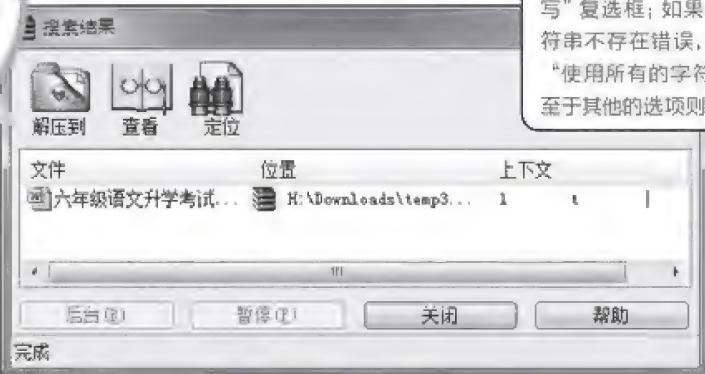 写”复选框；如果
符串不存在错误，
“使用所有的字符
至于其他的选项则
搜索结果
解压到 查看 定位
文件 位置 上下文
六年级语文升学考试... H:\Downloads\temp3... 1 t
后台(B) 暂停(P) 关闭 帮助
完成